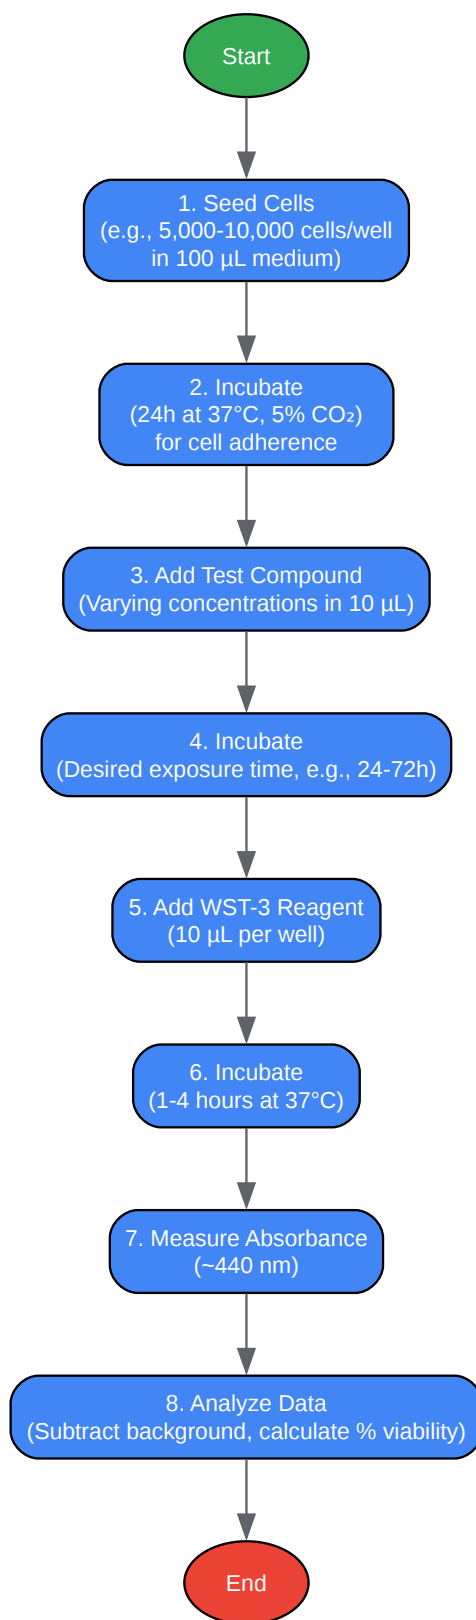 Start
1. Seed Cells
(e.g., 5,000-10,000 cells/well
in 100 µL medium)
2. Incubate
(24h at 37°C, 5% CO₂)
for cell adherence
3. Add Test Compound
(Varying concentrations in 10 µL)
4. Incubate
(Desired exposure time, e.g., 24-72h)
5. Add WST-3 Reagent
(10 µL per well)
6. Incubate
(1-4 hours at 37°C)
7. Measure Absorbance
(~440 nm)
8. Analyze Data
(Subtract background, calculate % viability)
End